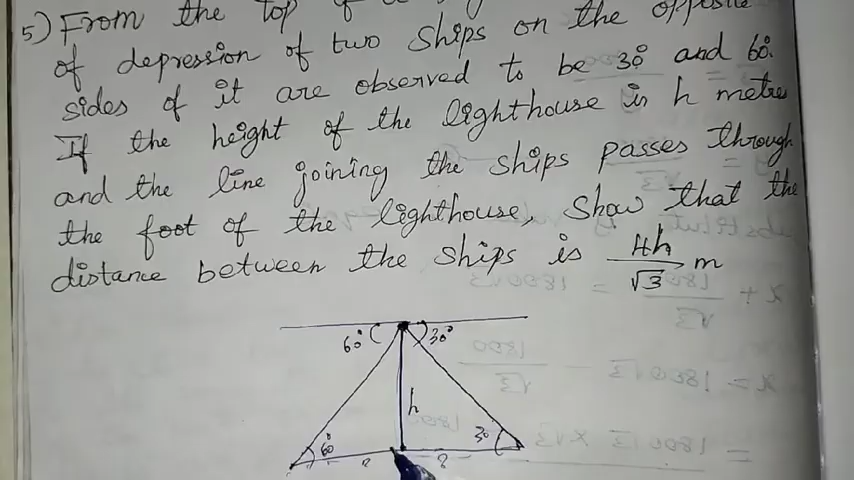 5) From the top of a
of depression of two ships on the opposite
sides of it are observed to be 30° and 60°.
If the height of the lighthouse is h metre
and the line joining the ships passes through
the foot of the lighthouse, show that the
distance between the ships is 4h/√3 m
60° 30°
h
60° 30
? ?